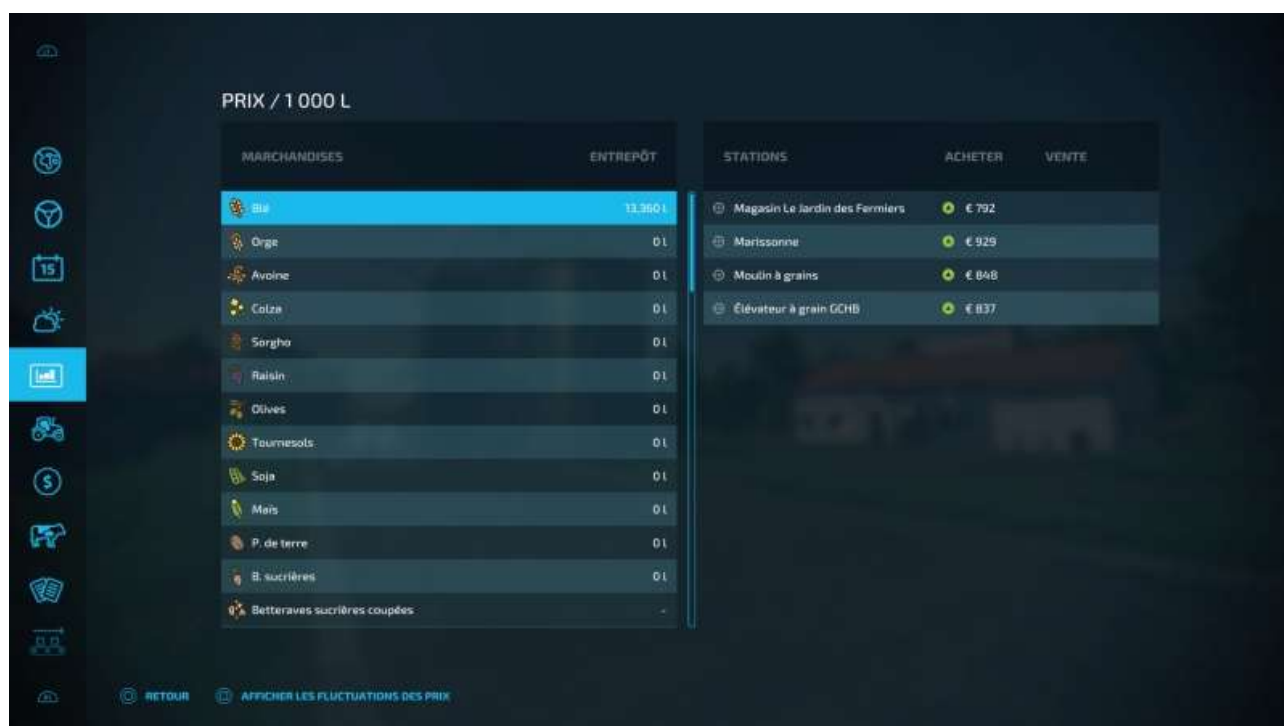 PRIX / 1 000 L
MARCHANDISES ENTREPÔT
Blé 13,360 L
Orge 0 L
Avoine 0 L
Colza 0 L
Sorgho 0 L
Raisin 0 L
Olives 0 L
Tournesols 0 L
Soja 0 L
Maïs 0 L
P. de terre 0 L
B. sucrières 0 L
Betteraves sucrières coupées -
STATIONS ACHETER VENTE
Magasin Le Jardin des Fermiers € 792
Marissonne € 929
Moulin à grains € 848
Élévateur à grain GCHB € 837
15
$
RETOUR AFFICHER LES FLUCTUATIONS DES PRIX